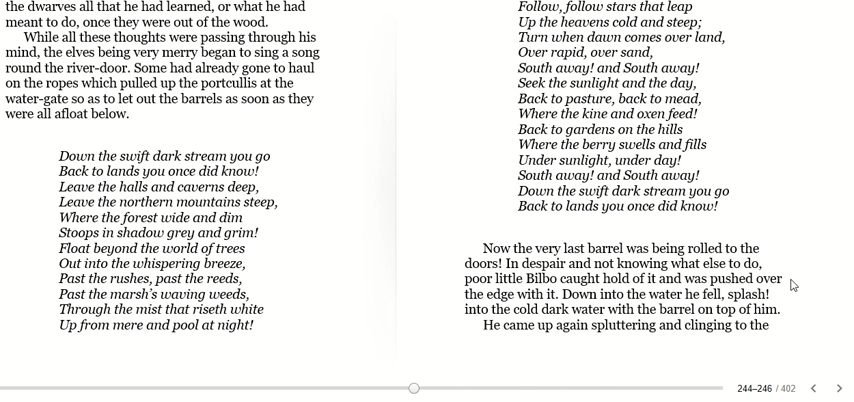 the dwarves all that he had learned, or what he had
meant to do, once they were out of the wood.
While all these thoughts were passing through his
mind, the elves being very merry began to sing a song
round the river-door. Some had already gone to haul
on the ropes which pulled up the portcullis at the
water-gate so as to let out the barrels as soon as they
were all afloat below.
Down the swift dark stream you go
Back to lands you once did know!
Leave the halls and caverns deep,
Leave the northern mountains steep,
Where the forest wide and dim
Stoops in shadow grey and grim!
Float beyond the world of trees
Out into the whispering breeze,
Past the rushes, past the reeds,
Past the marsh's waving weeds,
Through the mist that riseth white
Up from mere and pool at night!
Follow, follow stars that leap
Up the heavens cold and steep;
Turn when dawn comes over land,
Over rapid, over sand,
South away! and South away!
Seek the sunlight and the day,
Back to pasture, back to mead,
Where the kine and oxen feed!
Back to gardens on the hills
Where the berry swells and fills
Under sunlight, under day!
South away! and South away!
Down the swift dark stream you go
Back to lands you once did know!
Now the very last barrel was being rolled to the
doors! In despair and not knowing what else to do,
poor little Bilbo caught hold of it and was pushed over
the edge with it. Down into the water he fell, splash!
into the cold dark water with the barrel on top of him.
He came up again spluttering and clinging to the
244–246 / 402